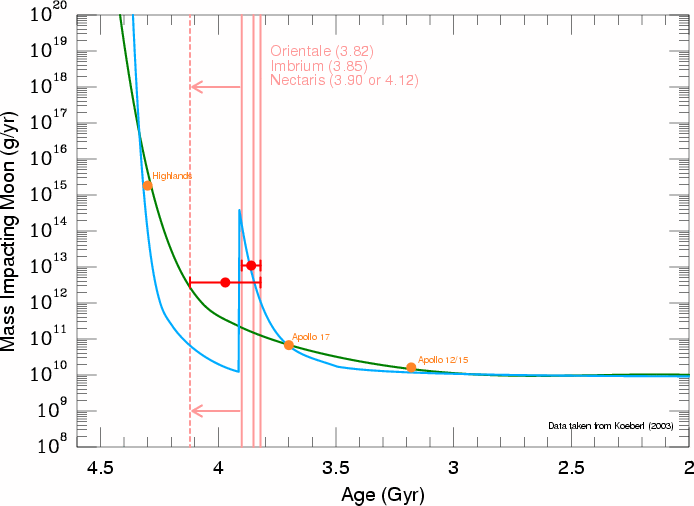 10^20
10^19
10^18
10^17
10^16
10^15
10^14
10^13
10^12
10^11
10^10
10^9
10^8
Mass Impacting Moon (g/yr)
Orientale (3.82)
Imbrium (3.85)
Nectaris (3.90 or 4.12)
Highlands
Apollo 17
Apollo 12/15
Data taken from Koeberl (2003)
4.5 4 3.5 3 2.5 2
Age (Gyr)